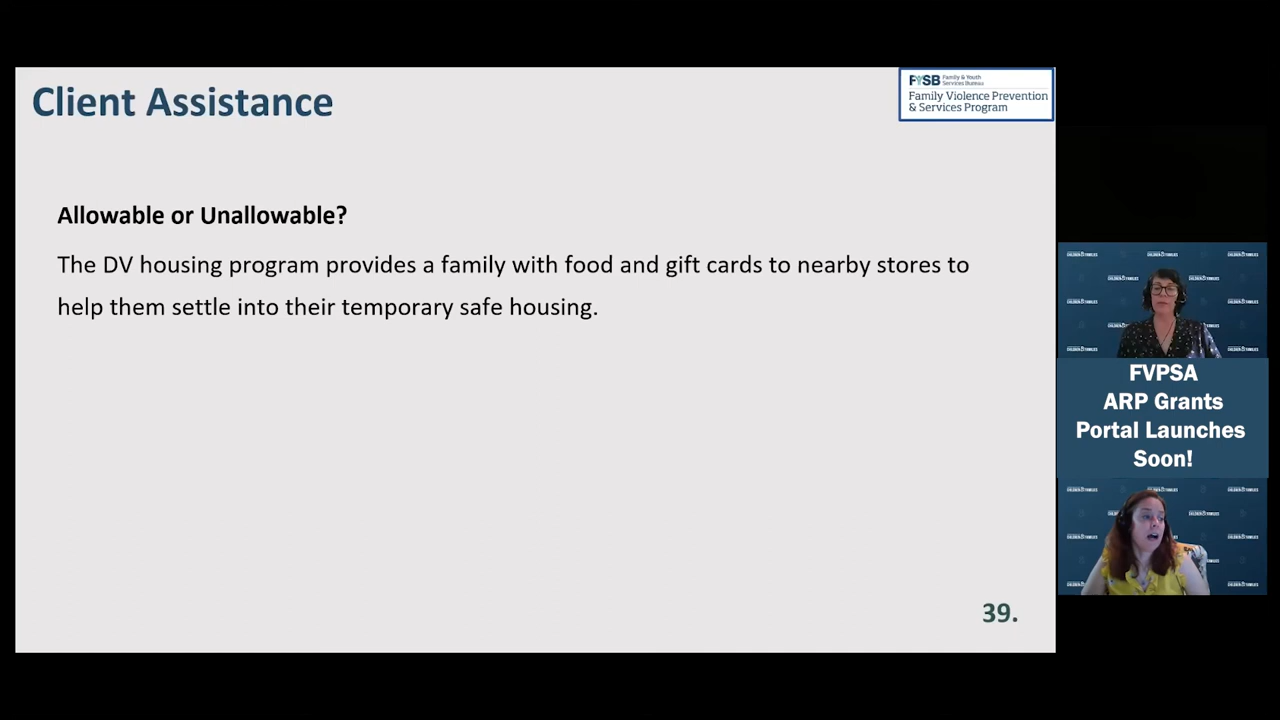 Client Assistance
FYSB Family & Youth
Services Bureau
Family Violence Prevention
& Services Program
Allowable or Unallowable?
The DV housing program provides a family with food and gift cards to nearby stores to
help them settle into their temporary safe housing.
39.
FVPSA
ARP Grants
Portal Launches
Soon!